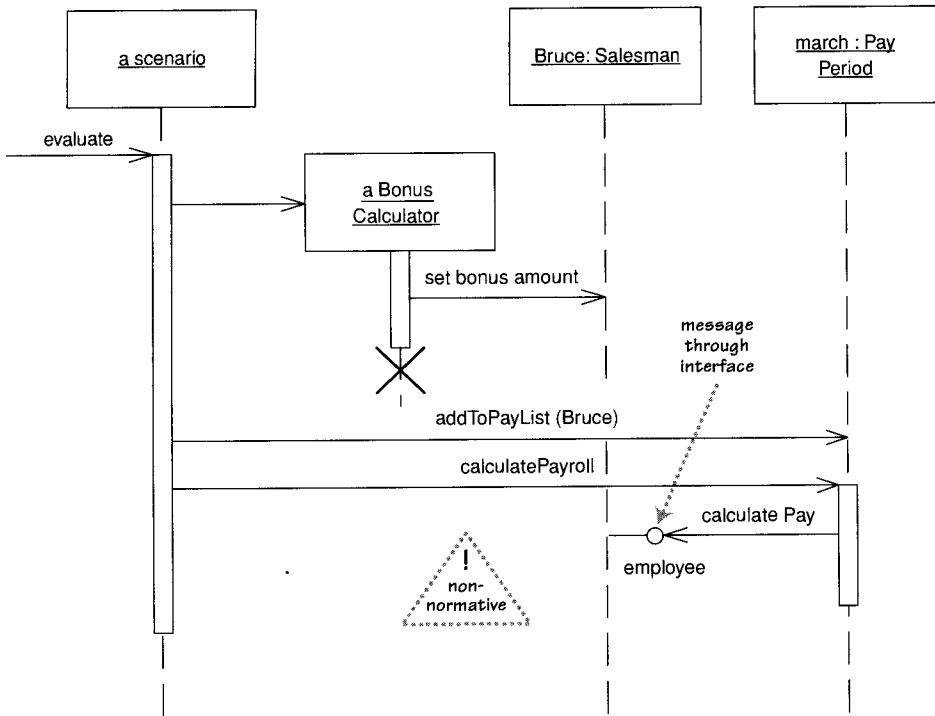 a scenario
Bruce: Salesman
march : Pay
Period
evaluate
a Bonus
Calculator
set bonus amount
message
through
interface
addToPayList (Bruce)
calculatePayroll
calculate Pay
employee
!
non-
normative